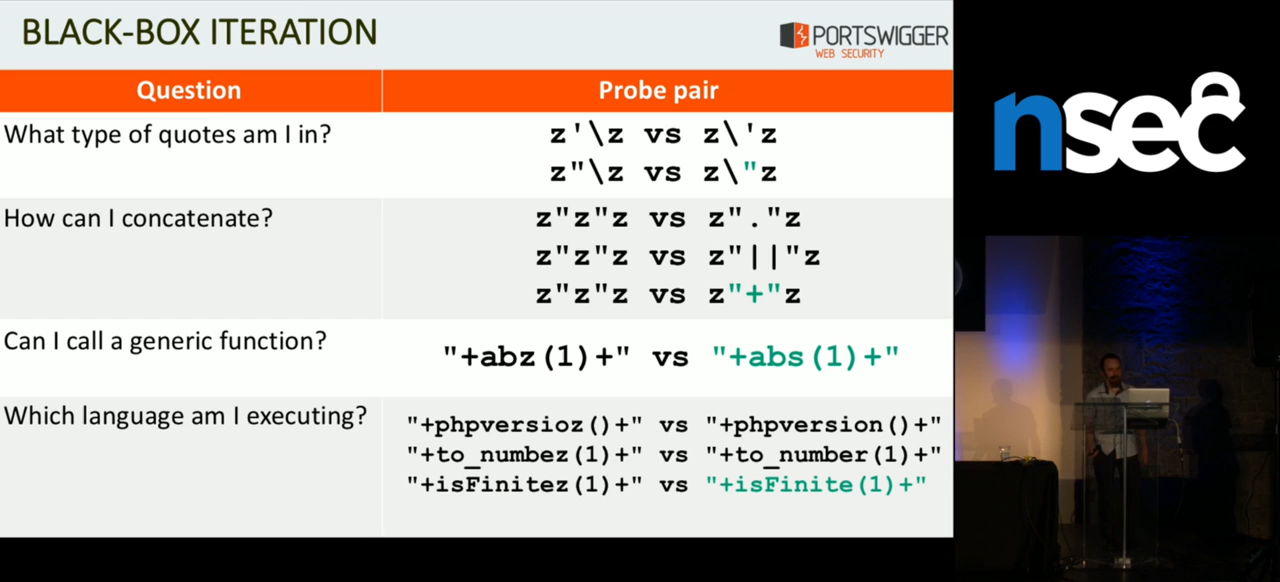 BLACK-BOX ITERATION
PORTSWIGGER
WEB SECURITY
Question
Probe pair
What type of quotes am I in?
z'\z vs z\'z
z"\z vs z\"z
How can I concatenate?
z"z"z vs z"."z
z"z"z vs z"||"z
z"z"z vs z"+"z
Can I call a generic function?
"+abz(1)+" vs "+abs(1)+"
Which language am I executing?
"+phpversioz()+" vs "+phpversion()+"
"+to_numbez(1)+" vs "+to_number(1)+"
"+isFinitez(1)+" vs "+isFinite(1)+"
nsec